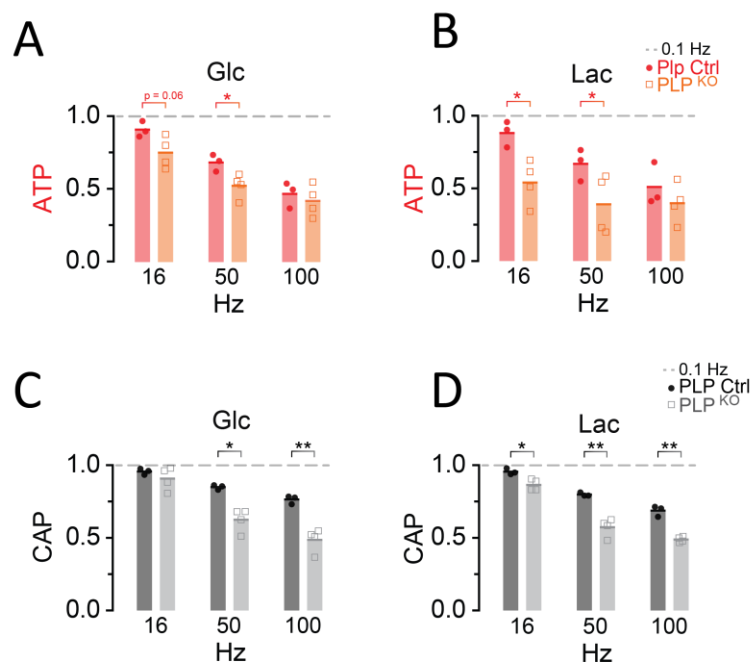 A
Glc
p = 0.06
*
1.0
0.5
0.0
ATP
16
50
100
Hz
B
0.1 Hz
Plp Ctrl
PLP KO
Lac
*
*
1.0
0.5
0.0
ATP
16
50
100
Hz
C
Glc
*
**
1.0
0.5
0.0
CAP
16
50
100
Hz
D
0.1 Hz
PLP Ctrl
PLP KO
Lac
*
**
**
1.0
0.5
0.0
CAP
16
50
100
Hz